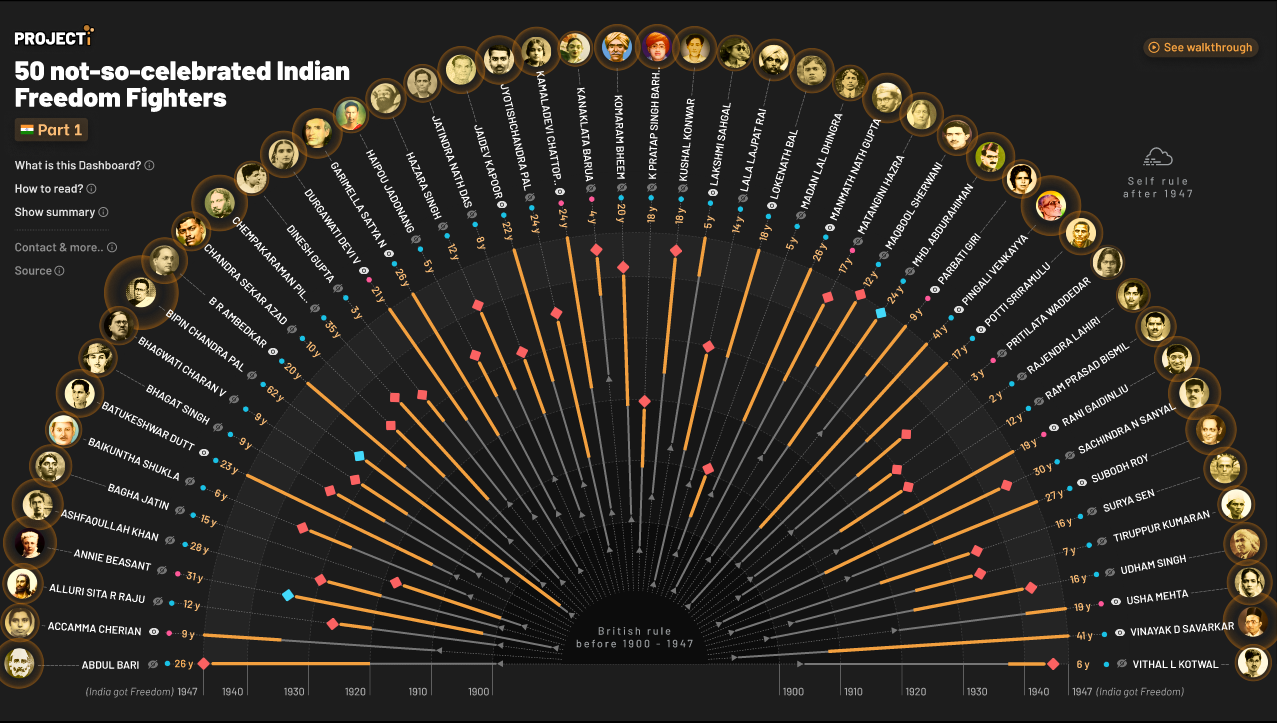 PROJECTi
50 not-so-celebrated Indian
Freedom Fighters
Part 1
What is this Dashboard?
How to read?
Show summary
Contact & more..
Source
See walkthrough
Self rule
after 1947
ABDUL BARI 26 y
ACCAMMA CHERIAN 9 y
ALLURI SITA R RAJU 12 y
ANNIE BEASANT 31 y
ASHFAQULLAH KHAN 28 y
BAGHA JATIN 15 y
BAIKUNTHA SHUKLA 6 y
BATUKESHWAR DUTT 23 y
BHAGAT SINGH 9 y
BHAGWATI CHARAN V 9 y
BIPIN CHANDRA PAL 62 y
B R AMBEDKAR 20 y
CHANDRA SEKAR AZAD 10 y
CHEMPAKARAMAN PIL.. 35 y
DINESH GUPTA 3 y
DURGAWATI DEVI V 21 y
GARIMELLA SATYA N 26 y
HAIPOU JADONANG 5 y
HAZARA SINGH 12 y
JATINDRA NATH DAS 8 y
JAIDEV KAPOOR 22 y
JYOTISHCHANDRA PAL 24 y
KAMALADEVI CHATTOP.. 24 y
KANAKLATA BARUA 4 y
KOMARAM BHEEM 20 y
K PRATAP SINGH BARH.. 18 y
KUSHAL KONWAR 18 y
LAKSHMI SAHGAL 5 y
LALA LAJPAT RAI 14 y
LOKENATH BAL 18 y
MADAN LAL DHINGRA 5 y
MANMATH NATH GUPTA 26 y
MATANGINI HAZRA 17 y
MAQBOOL SHERWANI 12 y
MHD. ABDURAHIMAN 24 y
PARBATI GIRI 9 y
PINGALI VENKAYYA 41 y
POTTI SRIRAMULU 17 y
PRITILATA WADDEDAR 3 y
RAJENDRA LAHIRI 2 y
RAM PRASAD BISMIL 12 y
RANI GAIDINLIU 19 y
SACHINDRA N SANYAL 30 y
SUBODH ROY 27 y
SURYA SEN 16 y
TIRUPPUR KUMARAN 7 y
UDHAM SINGH 16 y
USHA MEHTA 19 y
VINAYAK D SAVARKAR 41 y
VITHAL L KOTWAL 6 y
British rule
before 1900 - 1947
(India got Freedom) 1947 1940 1930 1920 1910 1900 1900 1910 1920 1930 1940 1947 (India got Freedom)